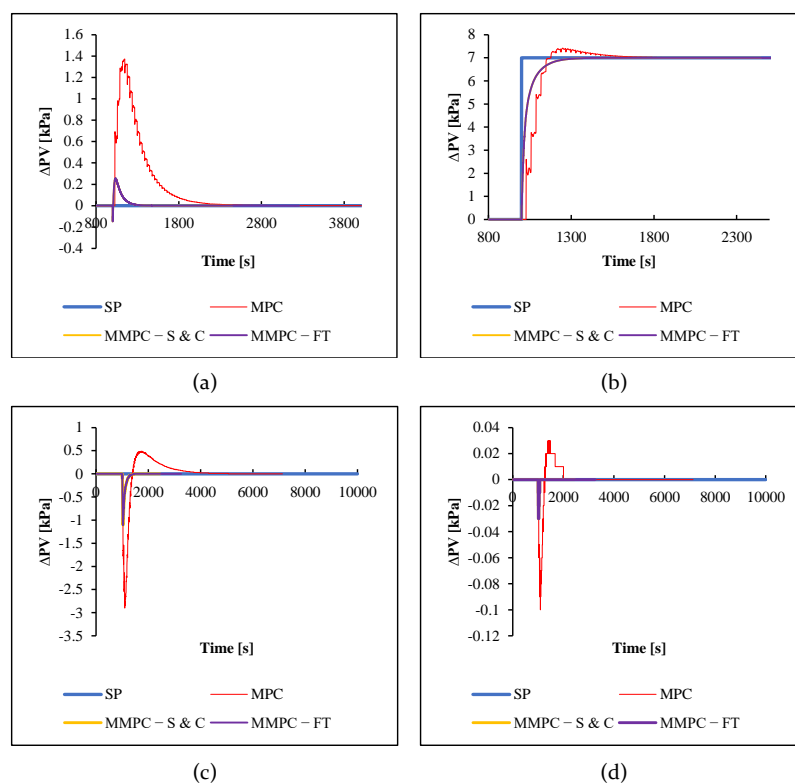 1.6
1.4
1.2
1
0.8
0.6
0.4
0.2
0
-0.2
-0.4
ΔPV [kPa]
800 1800 2800 3800
Time [s]
SP MPC
MMPC − S & C MMPC − FT
(a)
8
7
6
5
4
3
2
1
0
ΔPV [kPa]
800 1300 1800 2300
Time [s]
SP MPC
MMPC − S & C MMPC − FT
(b)
1
0.5
0
-0.5
-1
-1.5
-2
-2.5
-3
-3.5
ΔPV [kPa]
0 2000 4000 6000 8000 10000
Time [s]
SP MPC
MMPC − S & C MMPC − FT
(c)
0.04
0.02
0
-0.02
-0.04
-0.06
-0.08
-0.1
-0.12
ΔPV [kPa]
0 2000 4000 6000 8000 10000
Time [s]
SP MPC
MMPC − S & C MMPC − FT
(d)